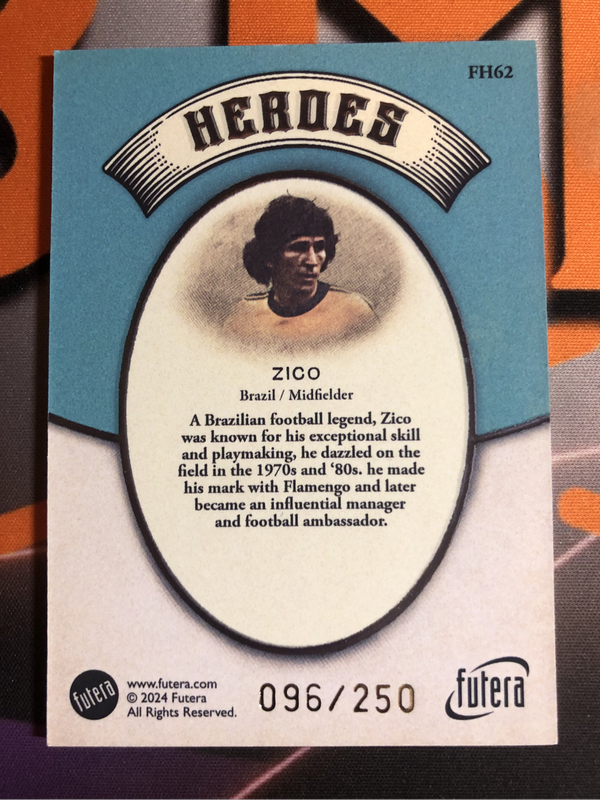 FH62
HEROES
ZICO
Brazil / Midfielder
A Brazilian football legend, Zico
was known for his exceptional skill
and playmaking, he dazzled on the
field in the 1970s and ‘80s. he made
his mark with Flamengo and later
became an influential manager
and football ambassador.
futera
www.futera.com
© 2024 Futera
All Rights Reserved.
096/250
futera